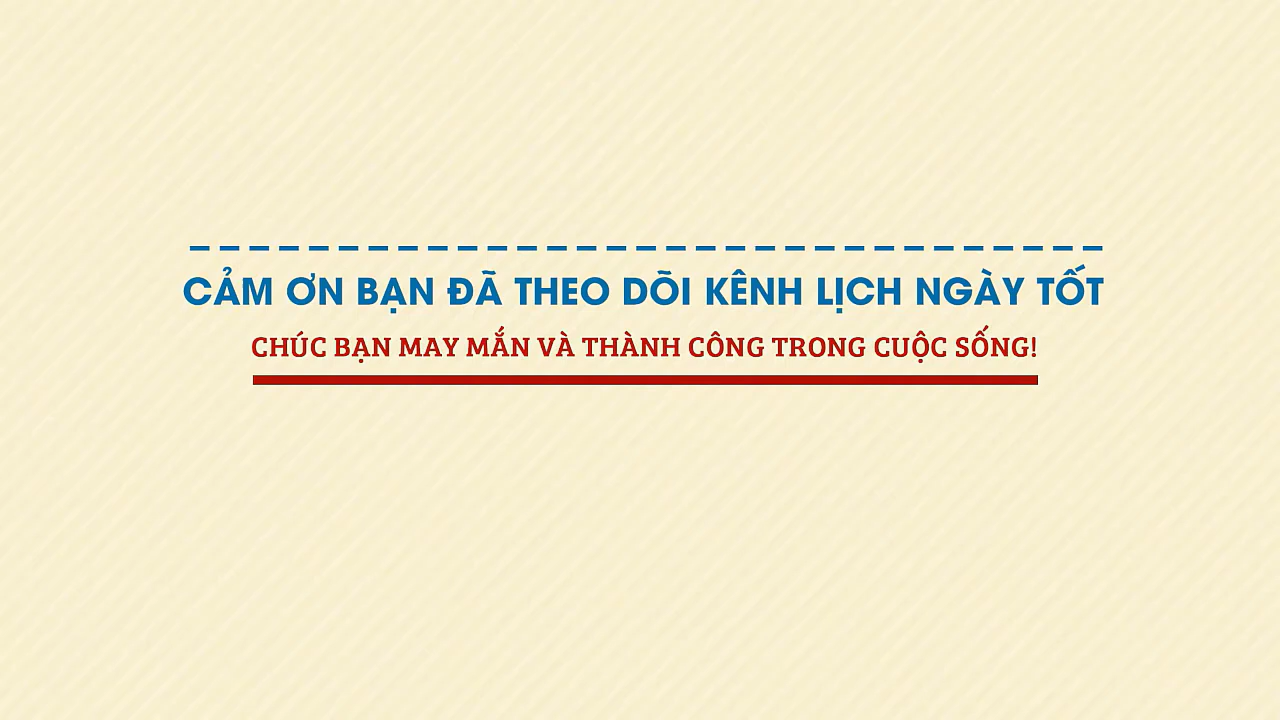 CẢM ƠN BẠN ĐÃ THEO DÕI KÊNH LỊCH NGÀY TỐT
CHÚC BẠN MAY MẮN VÀ THÀNH CÔNG TRONG CUỘC SỐNG!